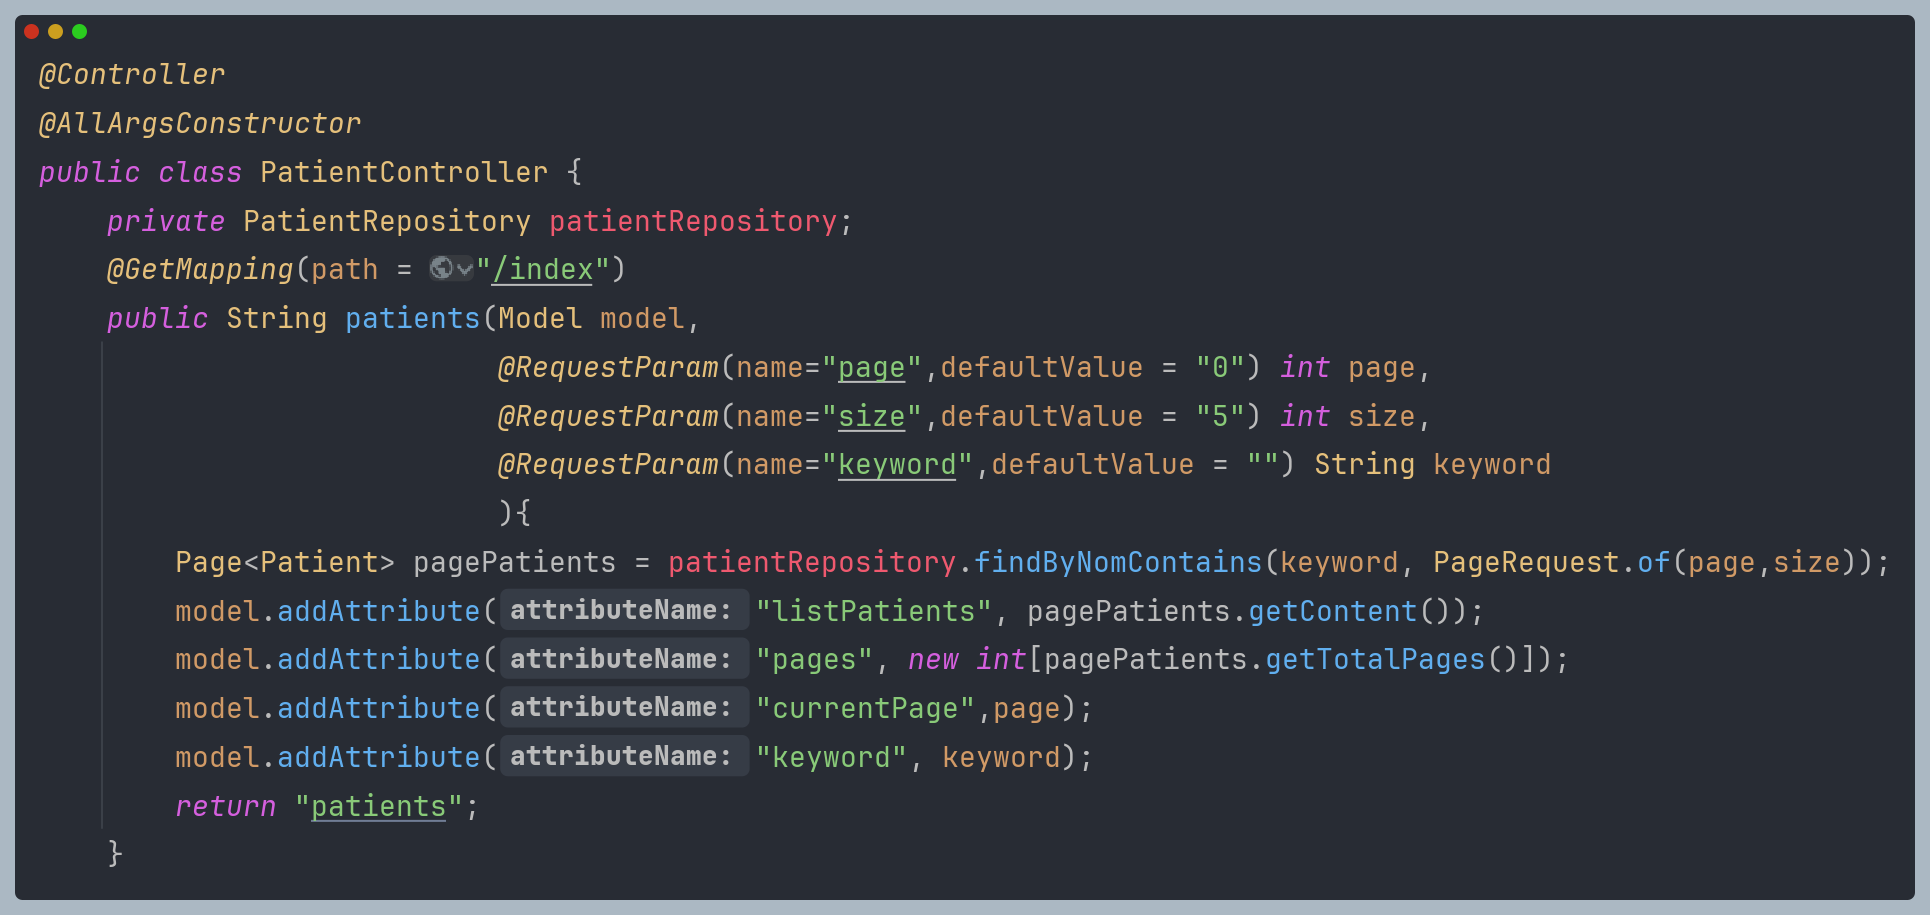 @Controller
@AllArgsConstructor
public class PatientController {
    private PatientRepository patientRepository;
    @GetMapping(path = "/index")
    public String patients(Model model,
                           @RequestParam(name="page",defaultValue = "0") int page,
                           @RequestParam(name="size",defaultValue = "5") int size,
                           @RequestParam(name="keyword",defaultValue = "") String keyword
                           ){
        Page<Patient> pagePatients = patientRepository.findByNomContains(keyword, PageRequest.of(page,size));
        model.addAttribute( attributeName: "listPatients", pagePatients.getContent());
        model.addAttribute( attributeName: "pages", new int[pagePatients.getTotalPages()]);
        model.addAttribute( attributeName: "currentPage",page);
        model.addAttribute( attributeName: "keyword", keyword);
        return "patients";
    }